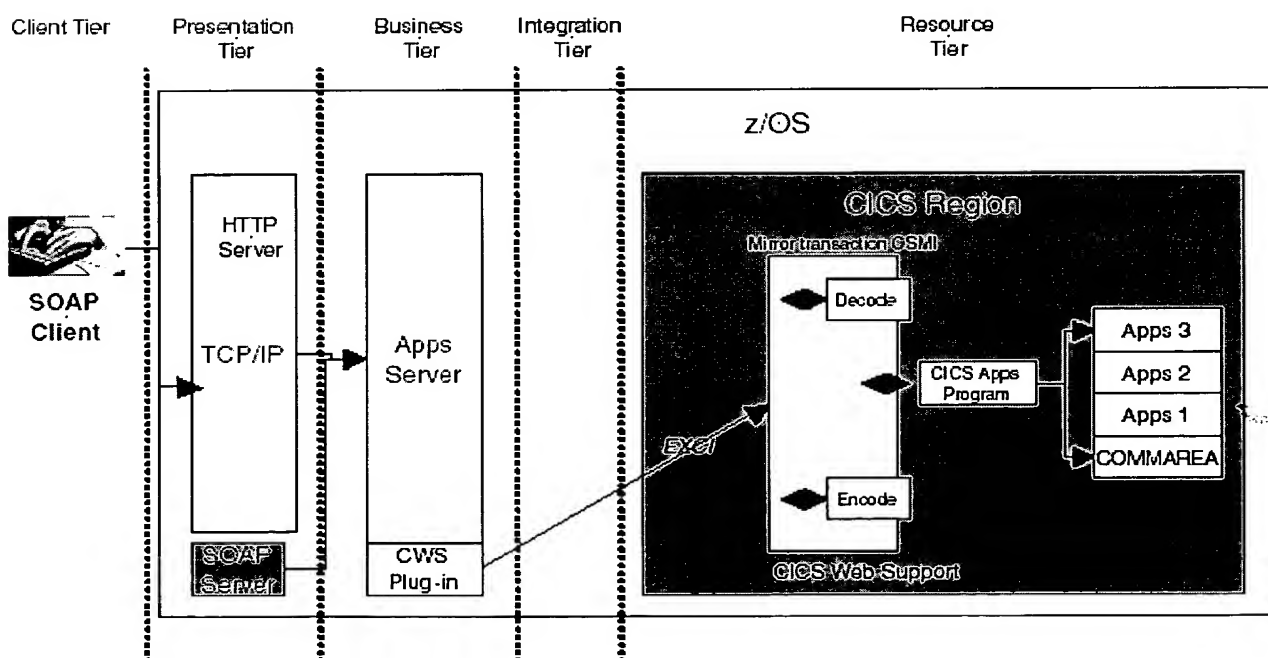 Client Tier
Presentation
Tier
Business
Tier
Integration
Tier
Resource
Tier
z/OS
CICS Region
Mirror transaction CSMI
HTTP
Server
Decode
SOAP
Client
TCP/IP
Apps
Server
CICS Apps
Program
Apps 3
Apps 2
Apps 1
COMMAREA
EXCI
Encode
SOAP
Server
CWS
Plug-in
CICS Web Support